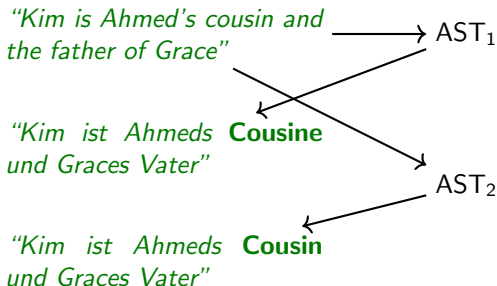 “Kim is Ahmed's cousin and
the father of Grace”
AST₁
“Kim ist Ahmeds Cousine
und Graces Vater”
AST₂
“Kim ist Ahmeds Cousin
und Graces Vater”